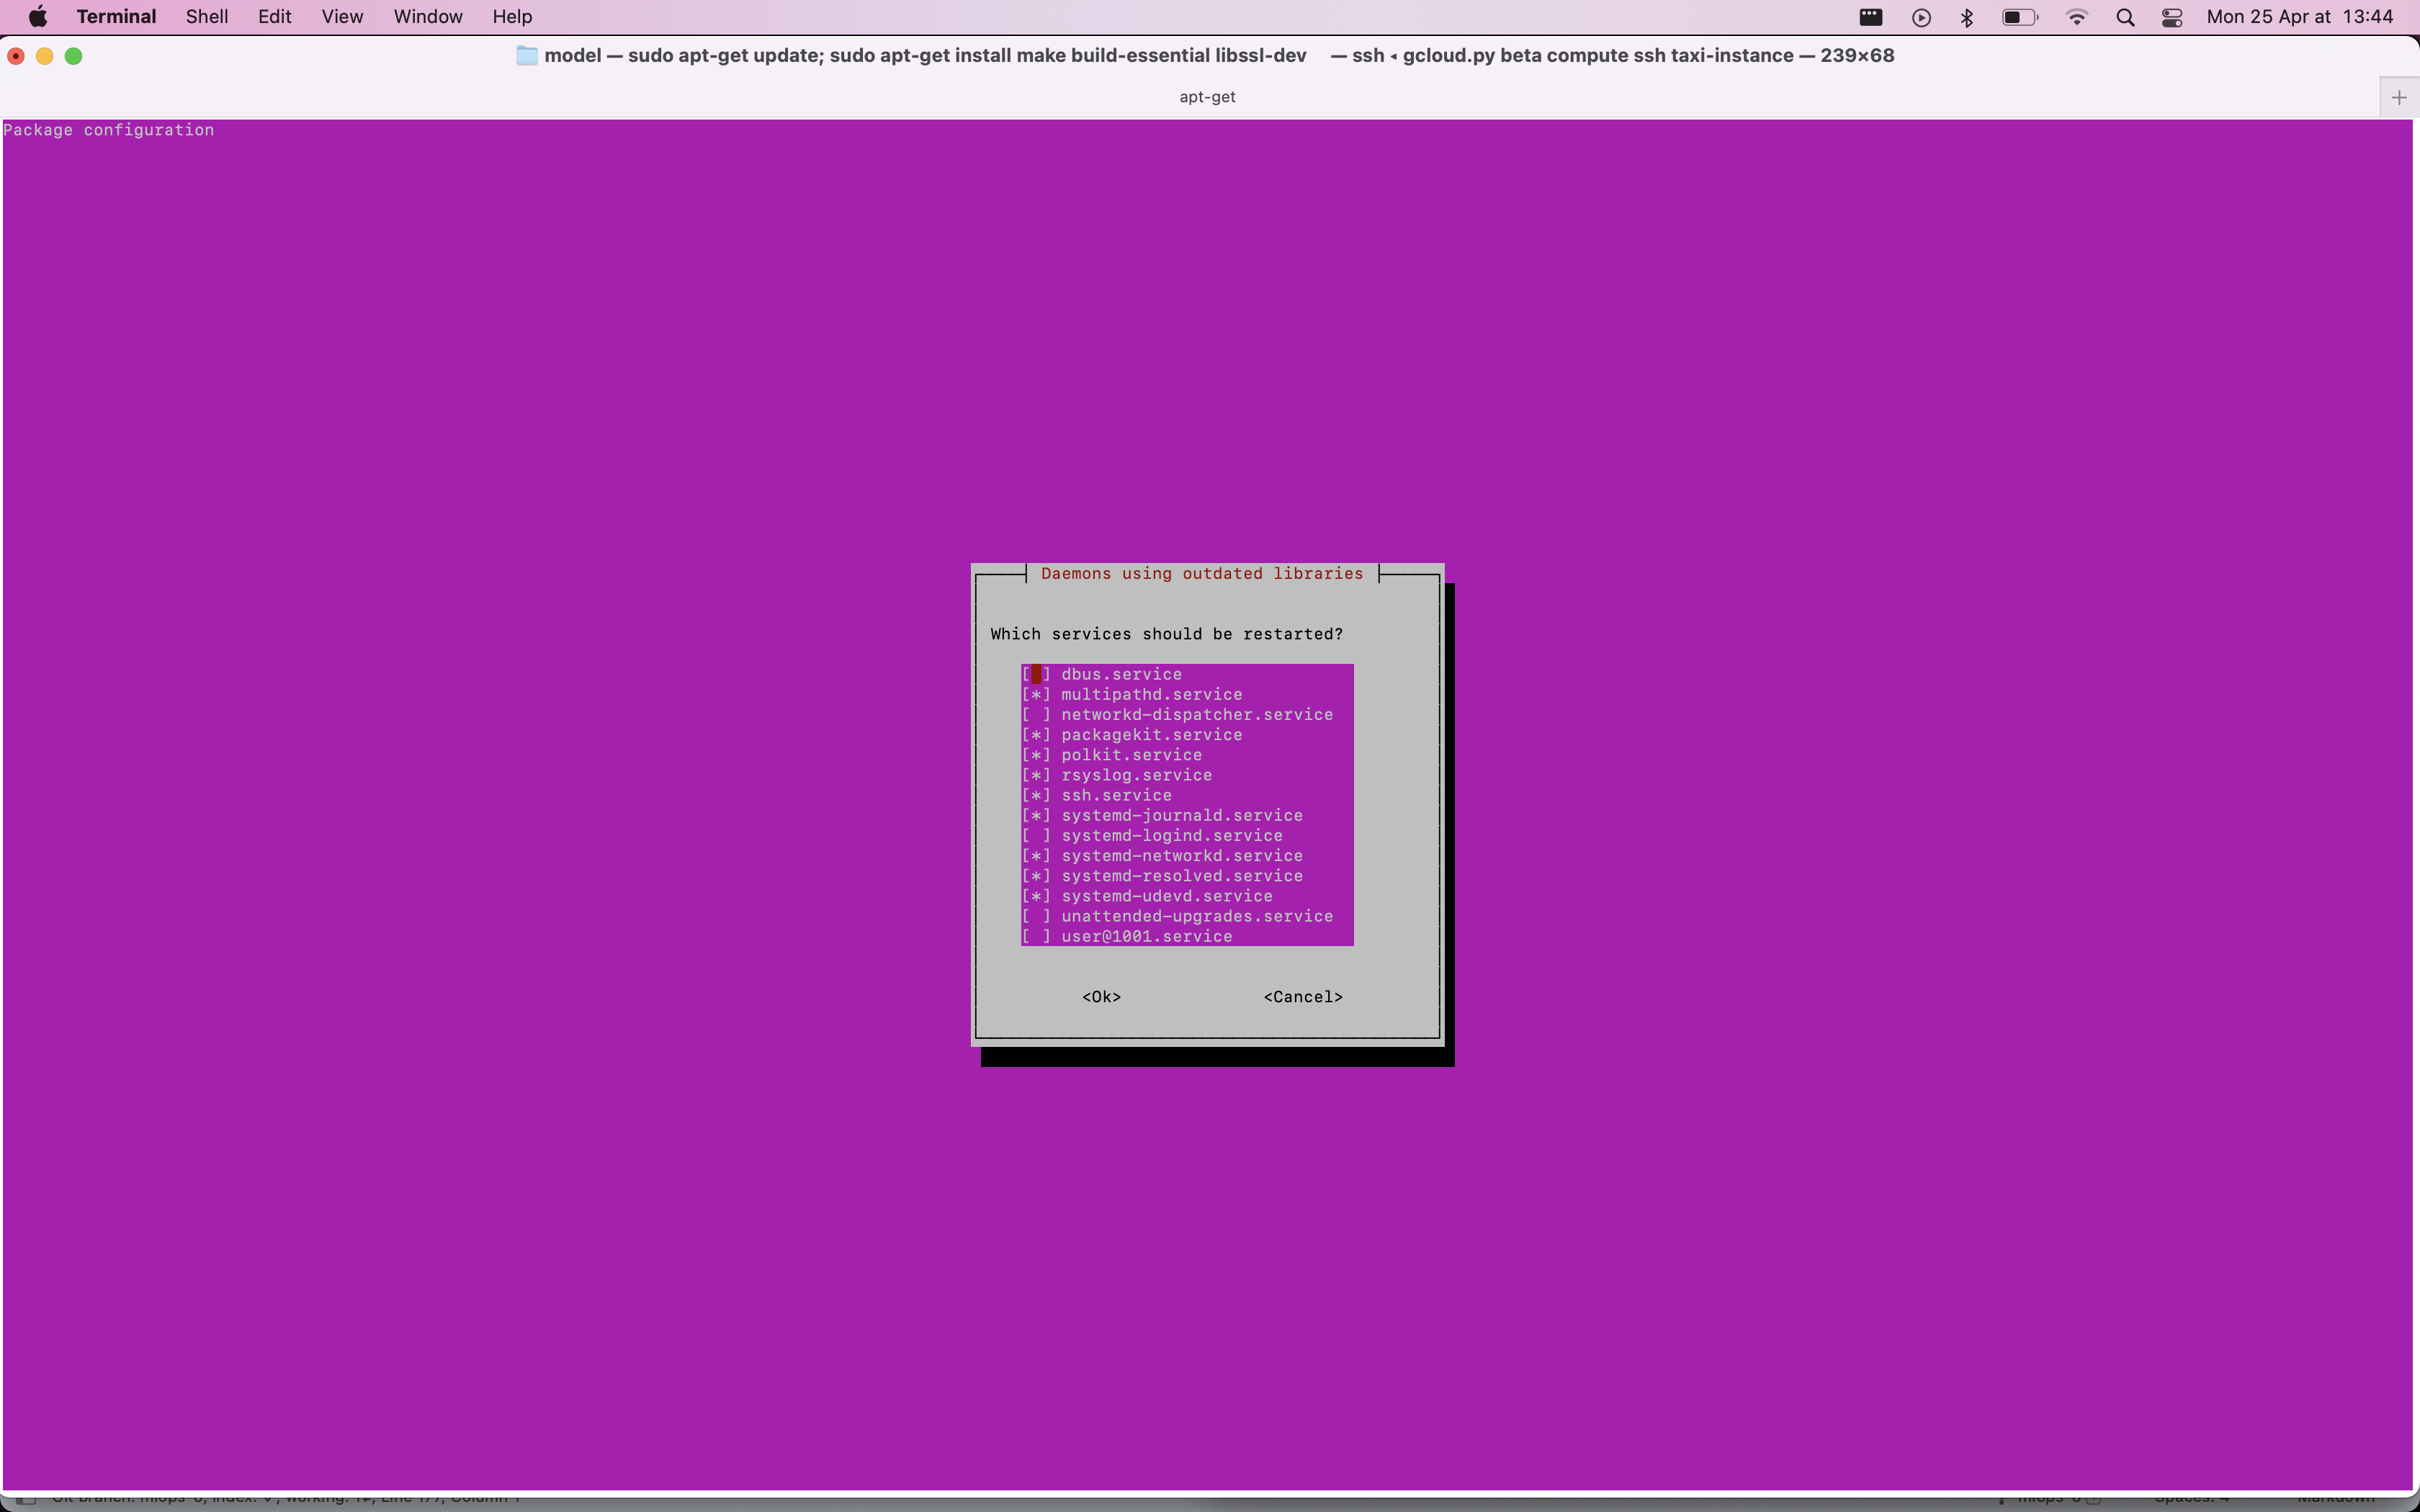 Terminal Shell Edit View Window Help Mon 25 Apr at 13:44
model — sudo apt-get update; sudo apt-get install make build-essential libssl-dev — ssh ◂ gcloud.py beta compute ssh taxi-instance — 239×68
apt-get
Package configuration
Daemons using outdated libraries
Which services should be restarted?
[ ] dbus.service
[*] multipathd.service
[ ] networkd-dispatcher.service
[*] packagekit.service
[*] polkit.service
[*] rsyslog.service
[*] ssh.service
[*] systemd-journald.service
[ ] systemd-logind.service
[*] systemd-networkd.service
[*] systemd-resolved.service
[*] systemd-udevd.service
[ ] unattended-upgrades.service
[ ] user@1001.service
<Ok> <Cancel>